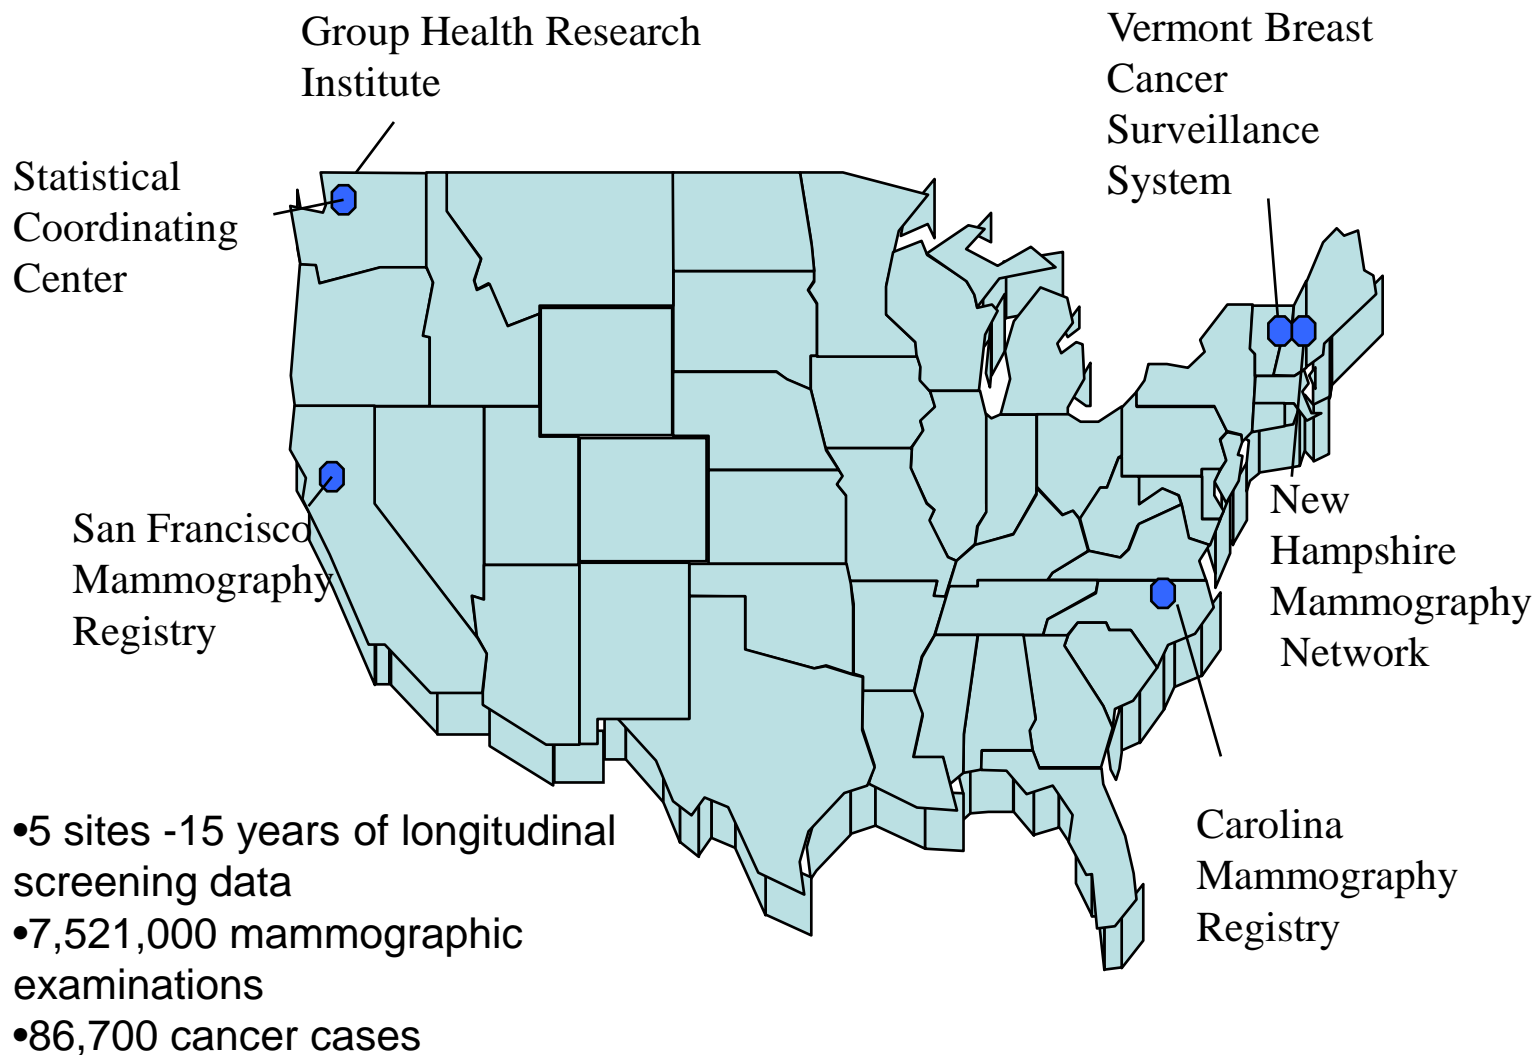 Group Health Research
Institute
Vermont Breast
Cancer
Surveillance
System
Statistical
Coordinating
Center
San Francisco
Mammography
Registry
New
Hampshire
Mammography
Network
Carolina
Mammography
Registry
•5 sites -15 years of longitudinal
screening data
•7,521,000 mammographic
examinations
•86,700 cancer cases